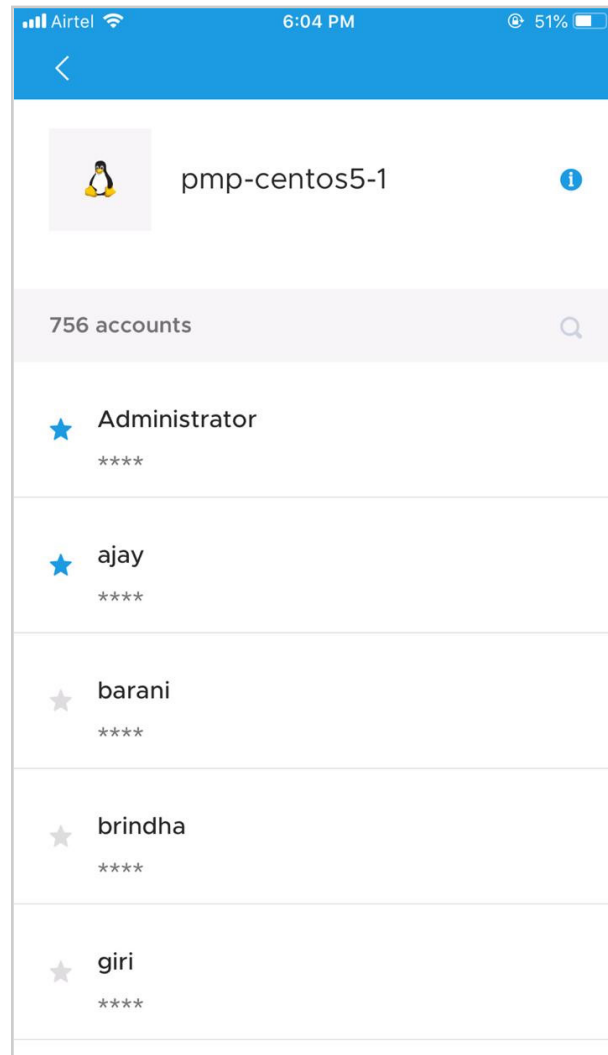 Airtel 6:04 PM 51%
pmp-centos5-1
756 accounts
Administrator
****
ajay
****
barani
****
brindha
****
giri
****